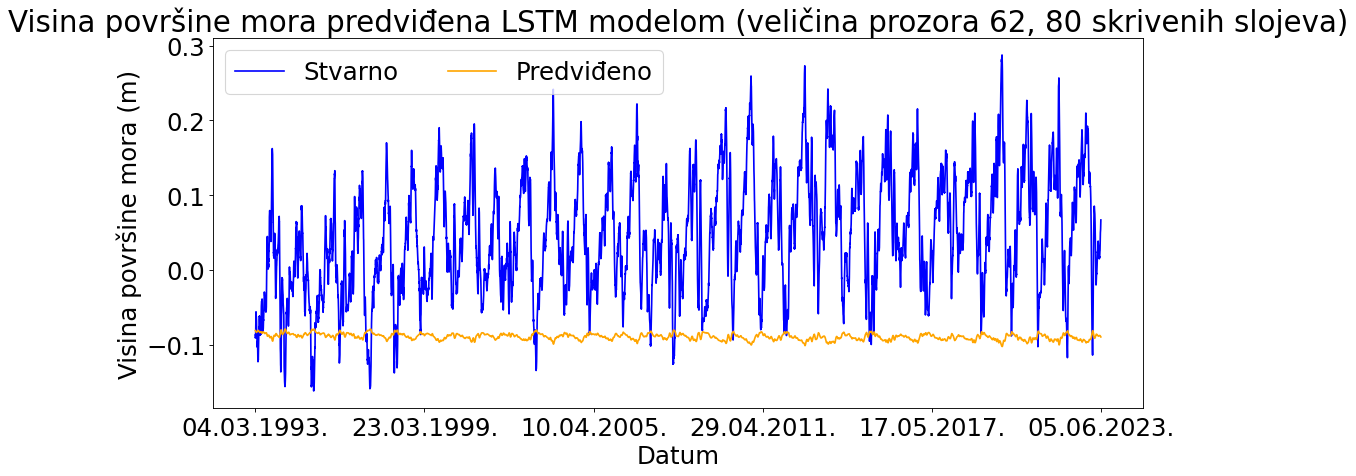 Visina površine mora predviđena LSTM modelom (veličina prozora 62, 80 skrivenih slojeva)
Stvarno
Predviđeno
Visina površine mora (m)
0.3
0.2
0.1
0.0
−0.1
04.03.1993.
23.03.1999.
10.04.2005.
29.04.2011.
17.05.2017.
05.06.2023.
Datum